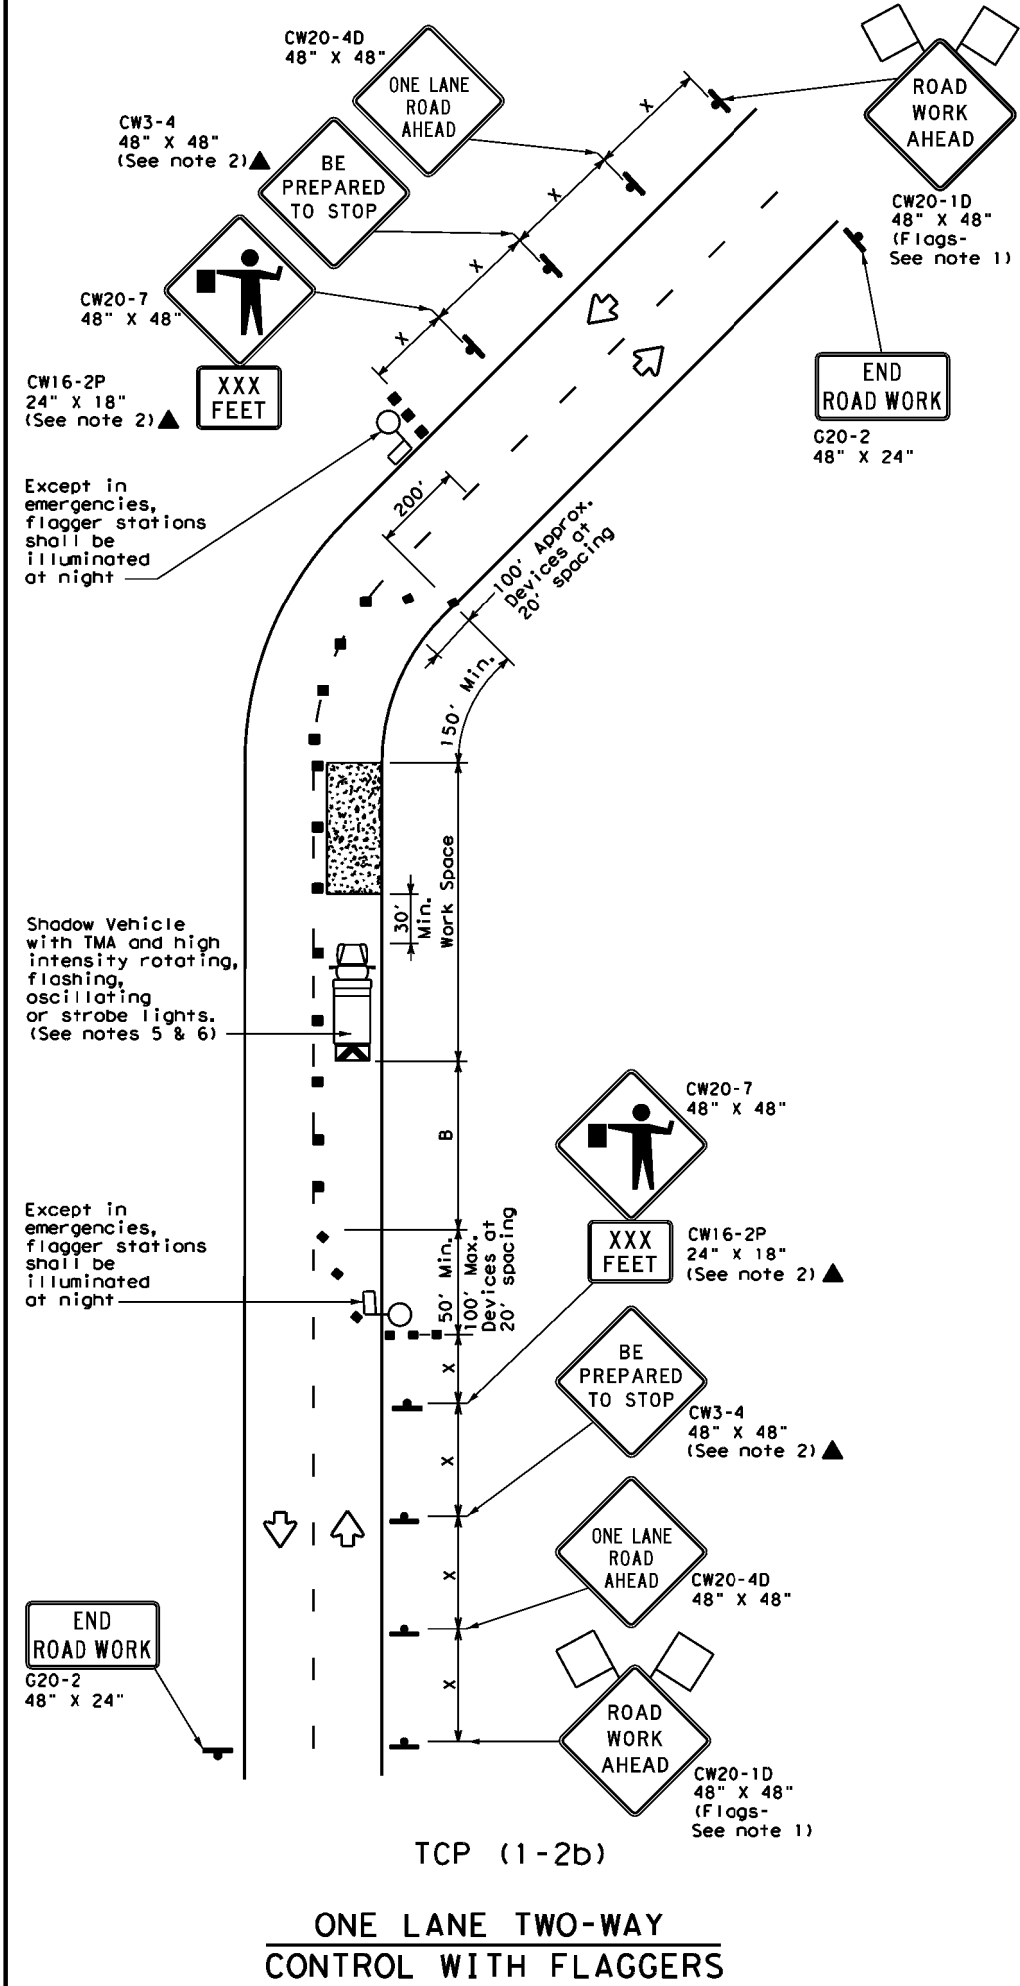 CW20-4D
48" X 48"
ONE LANE
ROAD
AHEAD
X
ROAD
WORK
AHEAD
CW20-1D
48" X 48"
(Flags-
See note 1)
CW3-4
48" X 48"
(See note 2)▲
BE
PREPARED
TO STOP
X
X
CW20-7
48" X 48"
X
CW16-2P
24" X 18"
(See note 2)▲
XXX
FEET
END
ROAD WORK
G20-2
48" X 24"
Except in
emergencies,
flagger stations
shall be
illuminated
at night
200'
100' Approx.
Devices at
20' spacing
150' Min.
Work Space
30'
Min.
Shadow Vehicle
with TMA and high
intensity rotating,
flashing,
oscillating
or strobe lights.
(See notes 5 & 6)
B
CW20-7
48" X 48"
Except in
emergencies,
flagger stations
shall be
illuminated
at night
50' Min.
100' Max.
Devices at
20' spacing
XXX
FEET
CW16-2P
24" X 18"
(See note 2)▲
X
BE
PREPARED
TO STOP
CW3-4
48" X 48"
(See note 2)▲
X
ONE LANE
ROAD
AHEAD
CW20-4D
48" X 48"
X
END
ROAD WORK
G20-2
48" X 24"
X
ROAD
WORK
AHEAD
CW20-1D
48" X 48"
(Flags-
See note 1)
TCP (1-2b)
ONE LANE TWO-WAY
CONTROL WITH FLAGGERS